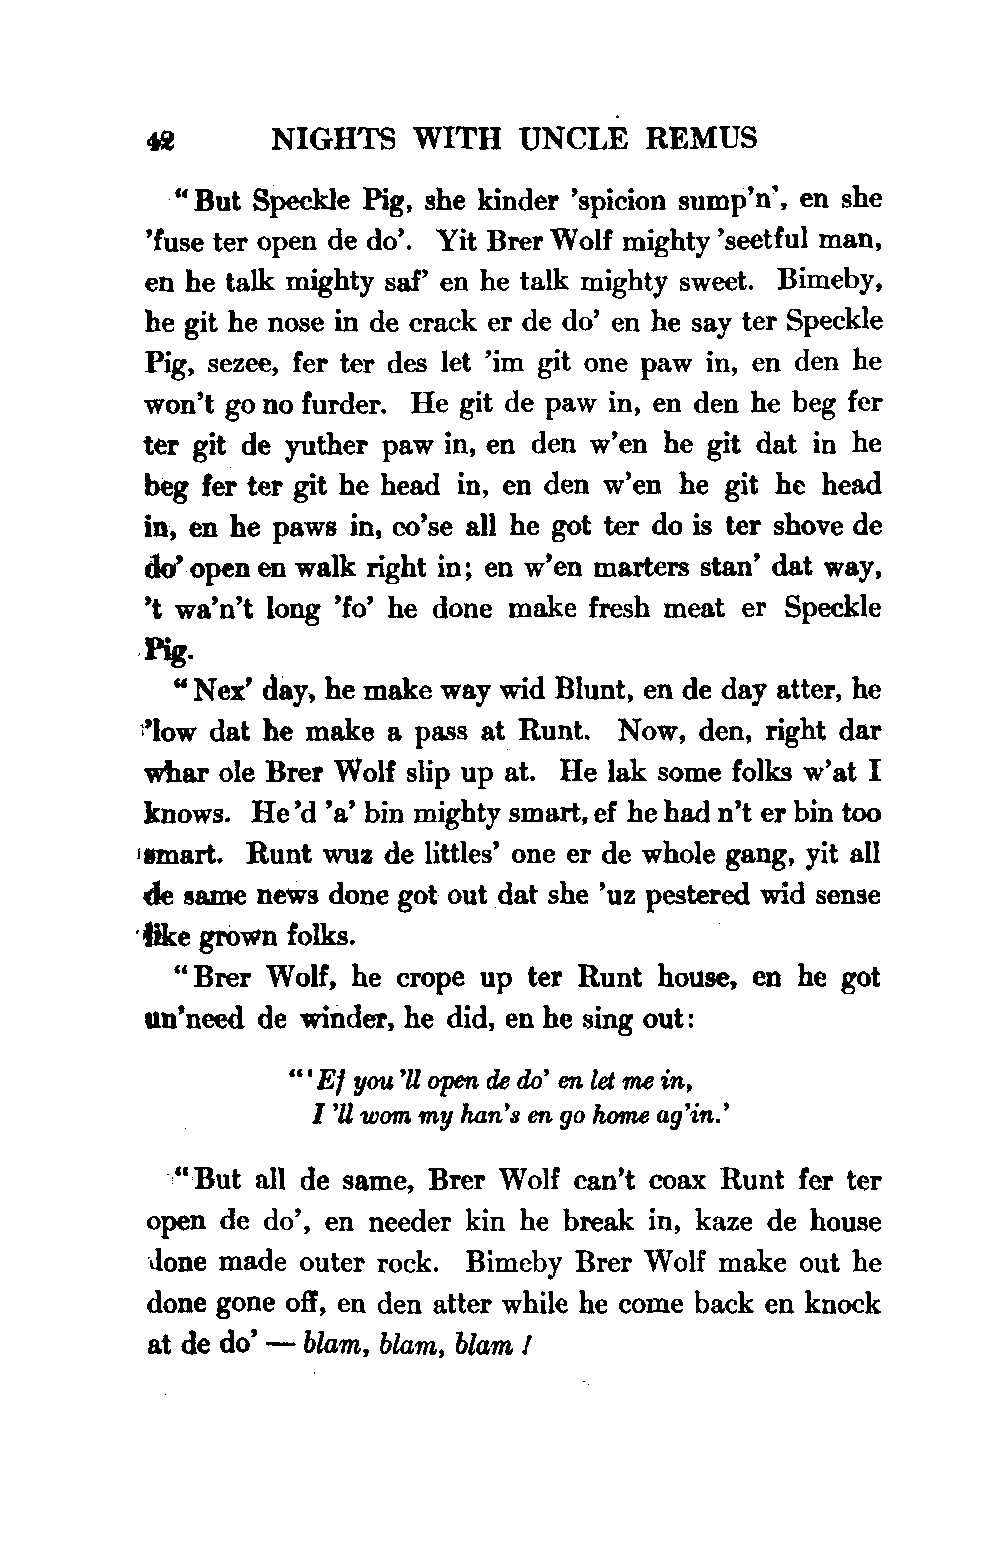 42 NIGHTS WITH UNCLE REMUS
"But Speckle Pig, she kinder 'spicion sump'n', en she
'fuse ter open de do'. Yit Brer Wolf mighty 'seetful man,
en he talk mighty saf' en he talk mighty sweet. Bimeby,
he git he nose in de crack er de do' en he say ter Speckle
Pig, sezee, fer ter des let 'im git one paw in, en den he
won't go no furder. He git de paw in, en den he beg fer
ter git de yuther paw in, en den w'en he git dat in he
beg fer ter git he head in, en den w'en he git he head
in, en he paws in, co'se all he got ter do is ter shove de
do' open en walk right in; en w'en marters stan' dat way,
't wa'n't long 'fo' he done make fresh meat er Speckle
Pig.
"Nex' day, he make way wid Blunt, en de day atter, he
'low dat he make a pass at Runt. Now, den, right dar
whar ole Brer Wolf slip up at. He lak some folks w'at I
knows. He'd 'a' bin mighty smart, ef he had n't er bin too
smart. Runt wuz de littles' one er de whole gang, yit all
de same news done got out dat she 'uz pestered wid sense
like grown folks.
"Brer Wolf, he crope up ter Runt house, en he got
un'need de winder, he did, en he sing out:
"'Ef you 'll open de do' en let me in,
I 'll wom my han's en go home ag'in.'
"But all de same, Brer Wolf can't coax Runt fer ter
open de do', en needer kin he break in, kaze de house
done made outer rock. Bimeby Brer Wolf make out he
done gone off, en den atter while he come back en knock
at de do' — blam, blam, blam!